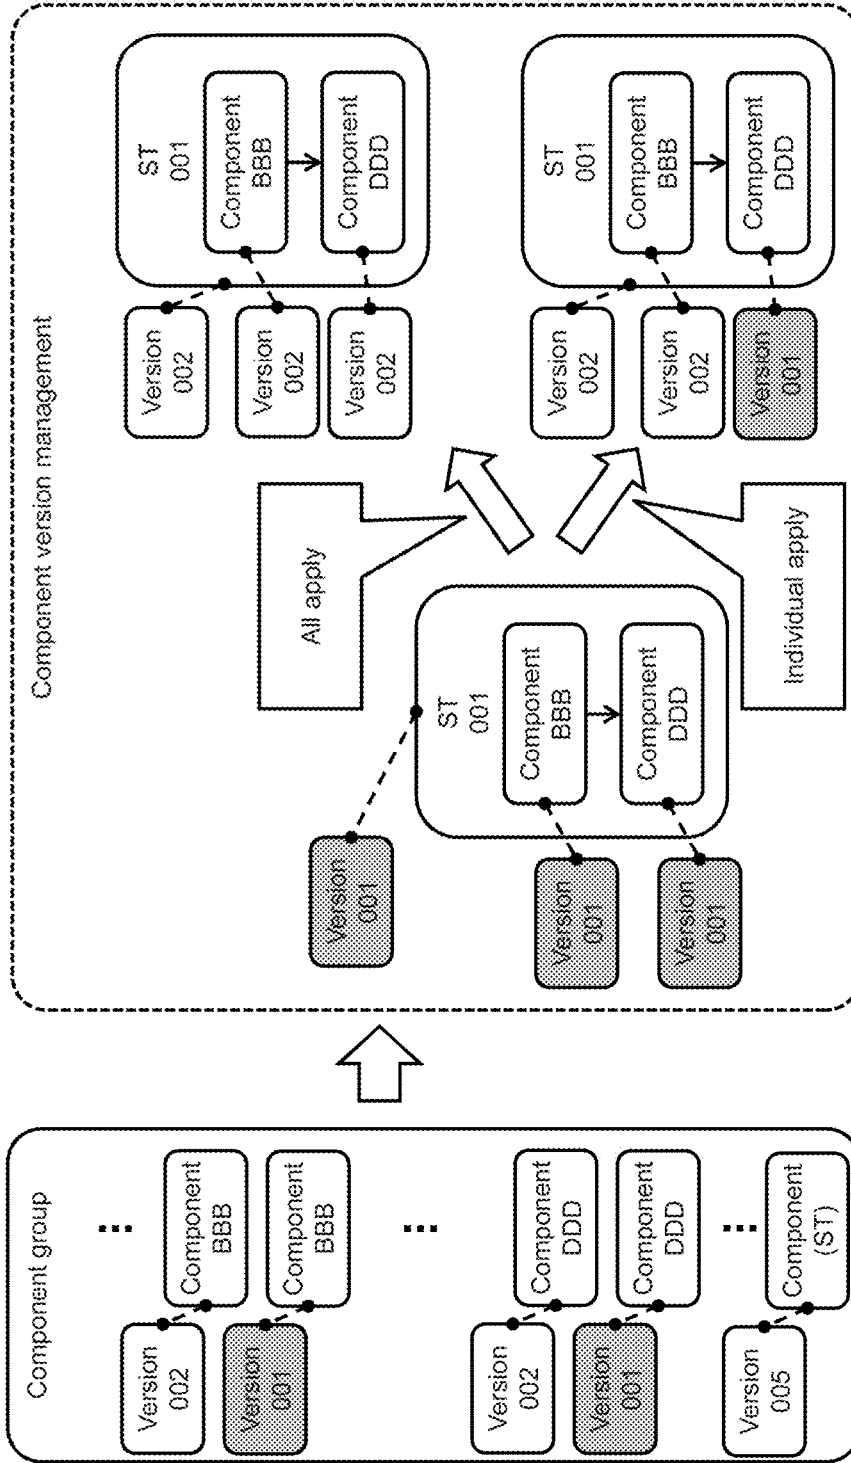 Component group
...
Version
002
Component
BBB
Version
001
Component
BBB
...
Version
002
Component
DDD
Version
001
Component
DDD
...
Version
005
Component
(ST)
Component version management
Version
001
ST
001
Version
001
Component
BBB
Version
001
Component
DDD
All apply
Individual apply
Version
002
ST
001
Version
002
Component
BBB
Version
002
Component
DDD
Version
002
ST
001
Version
002
Component
BBB
Version
001
Component
DDD